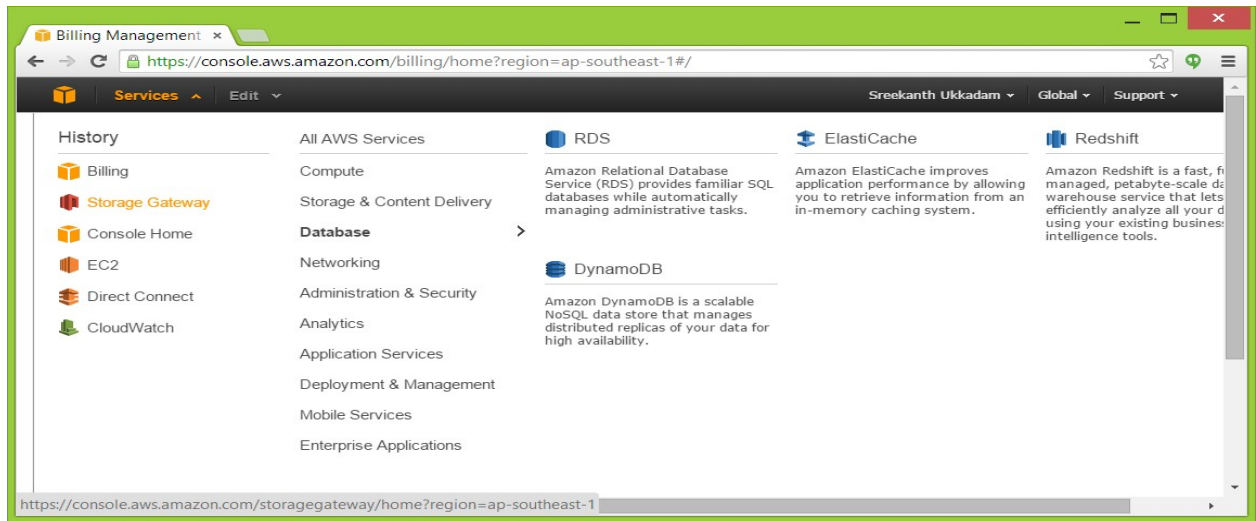 Billing Management ×
https://console.aws.amazon.com/billing/home?region=ap-southeast-1#/
Services Edit Sreekanth Ukkadam Global Support
History
Billing
Storage Gateway
Console Home
EC2
Direct Connect
CloudWatch
All AWS Services
Compute
Storage & Content Delivery
Database >
Networking
Administration & Security
Analytics
Application Services
Deployment & Management
Mobile Services
Enterprise Applications
RDS
Amazon Relational Database
Service (RDS) provides familiar SQL
databases while automatically
managing administrative tasks.
DynamoDB
Amazon DynamoDB is a scalable
NoSQL data store that manages
distributed replicas of your data for
high availability.
ElastiCache
Amazon ElastiCache improves
application performance by allowing
you to retrieve information from an
in-memory caching system.
Redshift
Amazon Redshift is a fast,
managed, petabyte-scale
warehouse service that lets
efficiently analyze all your
using your existing
intelligence tools.
https://console.aws.amazon.com/storagegateway/home?region=ap-southeast-1